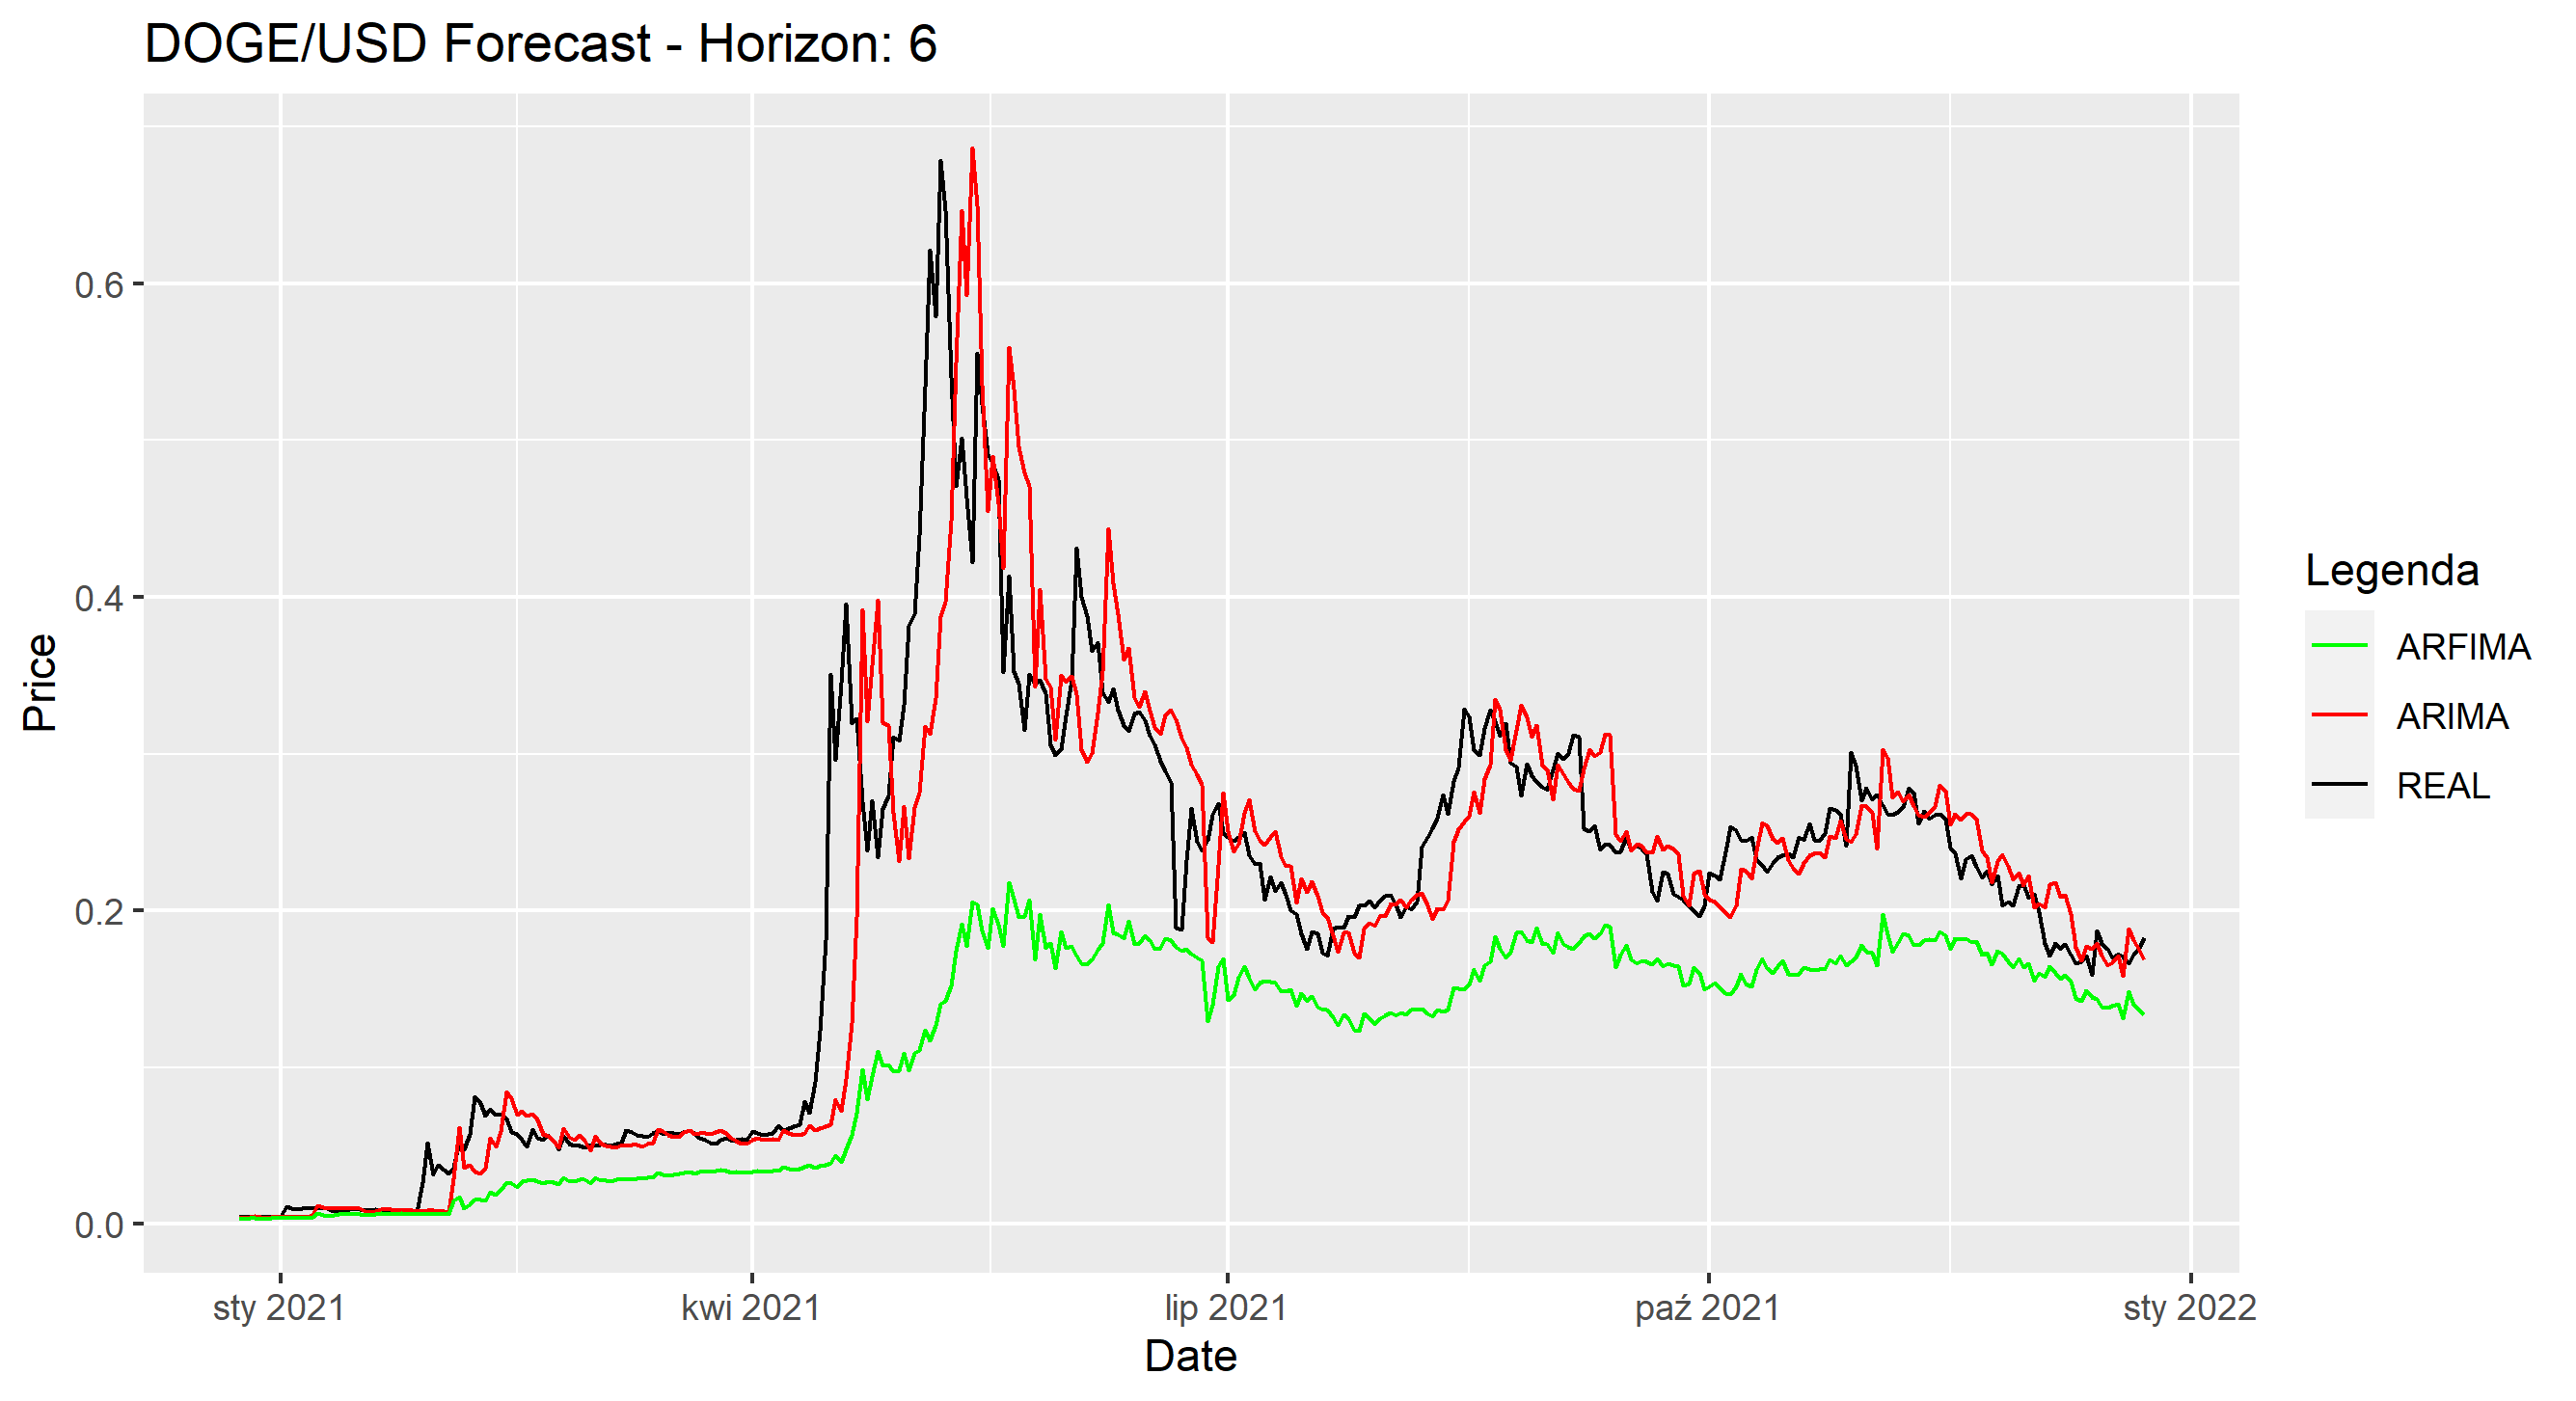 DOGE/USD Forecast - Horizon: 6
Price
0.6
0.4
0.2
0.0
sty 2021
kwi 2021
lip 2021
paź 2021
sty 2022
Date
Legenda
ARFIMA
ARIMA
REAL